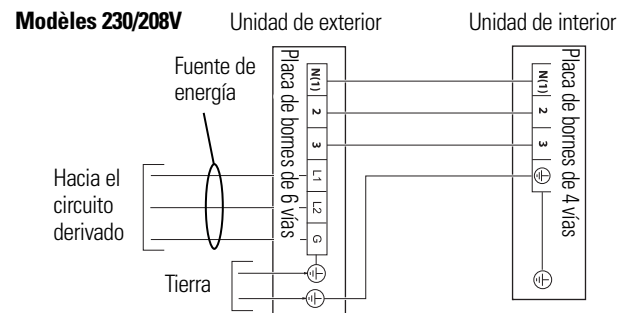 Modèles 230/208V
Unidad de exterior
Unidad de interior
Fuente de
energía
Placa de bornes de 6 vías
N(1)
2
3
L1
L2
G
Placa de bornes de 4 vías
N(1)
2
3
Hacia el
circuito
derivado
Tierra